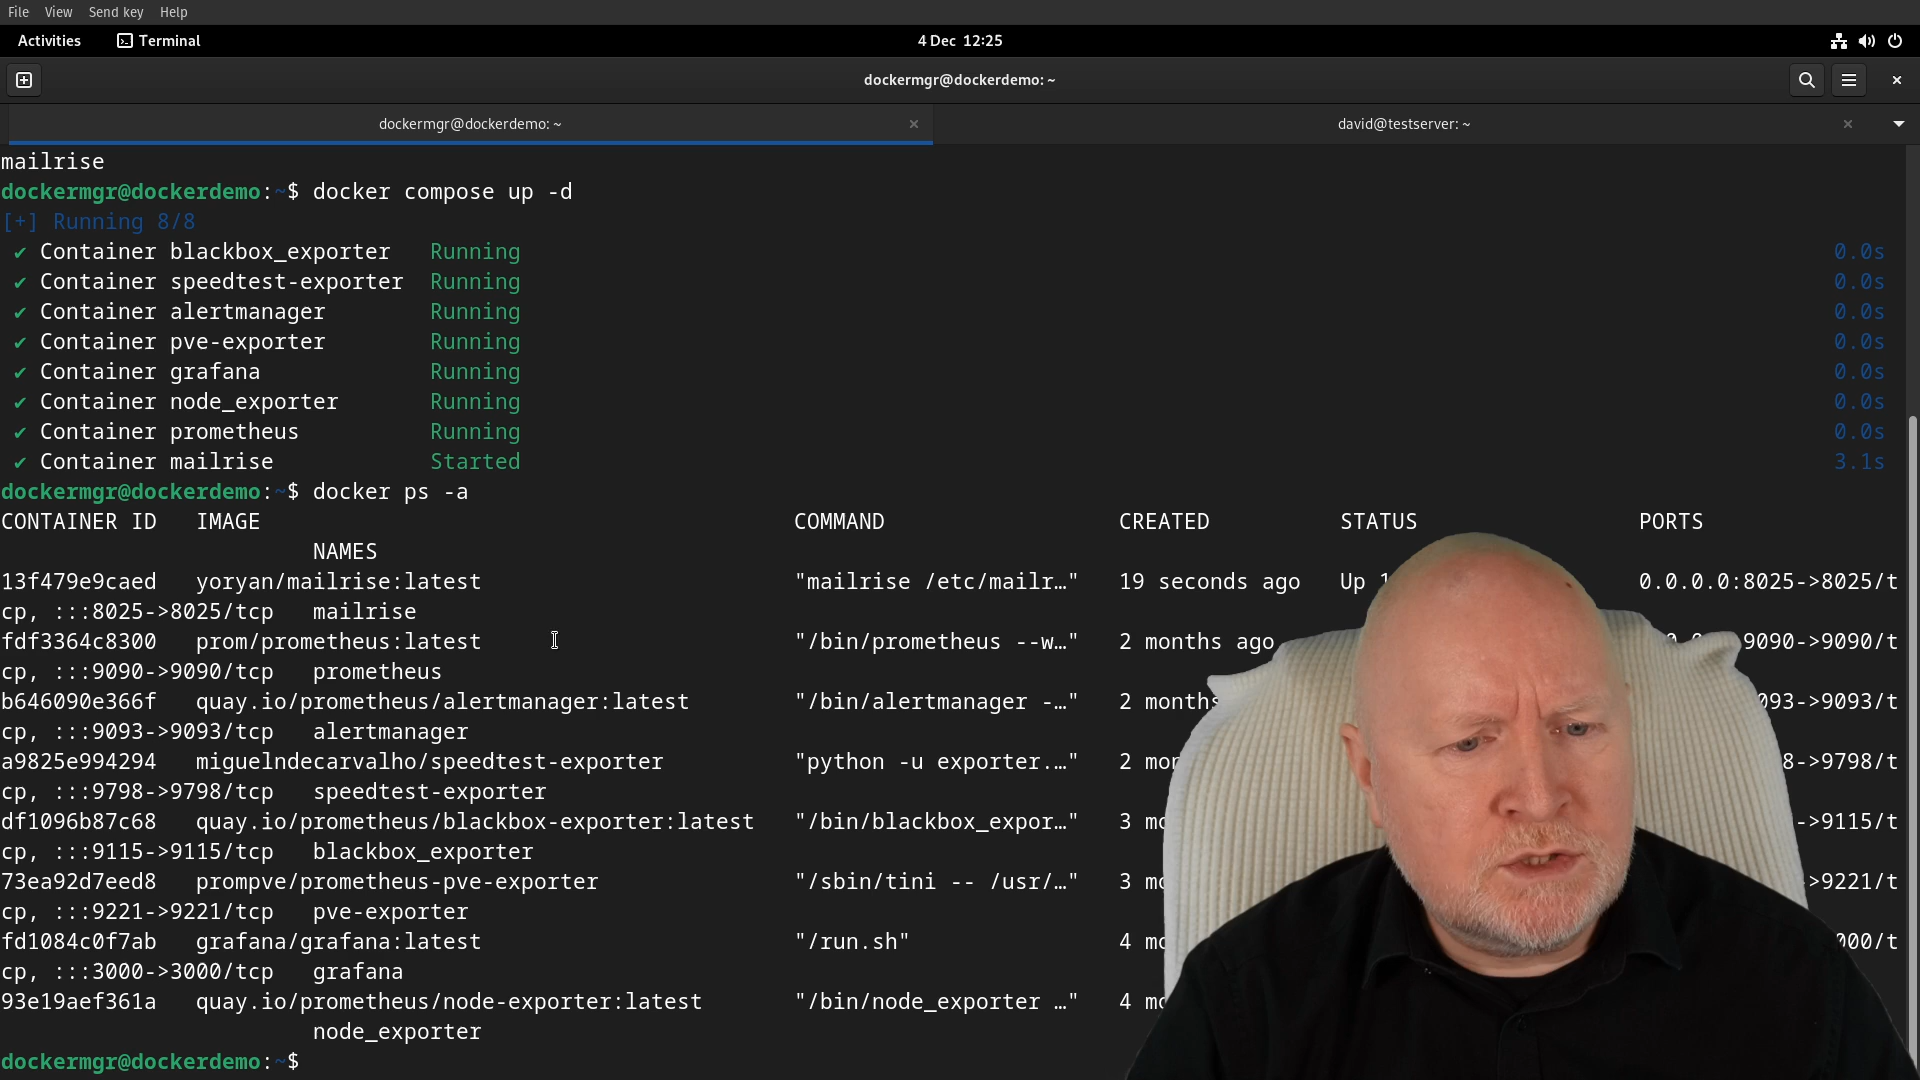 File View Send key Help
Activities Terminal 4 Dec 12:25
dockermgr@dockerdemo: ~
dockermgr@dockerdemo: ~ david@testserver: ~
mailrise
dockermgr@dockerdemo:~$ docker compose up -d
[+] Running 8/8
✔ Container blackbox_exporter Running 0.0s
✔ Container speedtest-exporter Running 0.0s
✔ Container alertmanager Running 0.0s
✔ Container pve-exporter Running 0.0s
✔ Container grafana Running 0.0s
✔ Container node_exporter Running 0.0s
✔ Container prometheus Running 0.0s
✔ Container mailrise Started 3.1s
dockermgr@dockerdemo:~$ docker ps -a
CONTAINER ID IMAGE COMMAND CREATED STATUS PORTS
NAMES
13f479e9caed yoryan/mailrise:latest "mailrise /etc/mailr…" 19 seconds ago Up 0.0.0.0:8025->8025/t
cp, :::8025->8025/tcp mailrise
fdf3364c8300 prom/prometheus:latest "/bin/prometheus --w…" 2 months ago 9090->9090/t
cp, :::9090->9090/tcp prometheus
b646090e366f quay.io/prometheus/alertmanager:latest "/bin/alertmanager -…" 2 months 093->9093/t
cp, :::9093->9093/tcp alertmanager
a9825e994294 miguelndecarvalho/speedtest-exporter "python -u exporter.…" 2 8->9798/t
cp, :::9798->9798/tcp speedtest-exporter
df1096b87c68 quay.io/prometheus/blackbox-exporter:latest "/bin/blackbox_expor…" 3 ->9115/t
cp, :::9115->9115/tcp blackbox_exporter
73ea92d7eed8 prompve/prometheus-pve-exporter "/sbin/tini -- /usr/…" 3 >9221/t
cp, :::9221->9221/tcp pve-exporter
fd1084c0f7ab grafana/grafana:latest "/run.sh" 4 000/t
cp, :::3000->3000/tcp grafana
93e19aef361a quay.io/prometheus/node-exporter:latest "/bin/node_exporter …" 4
node_exporter
dockermgr@dockerdemo:~$